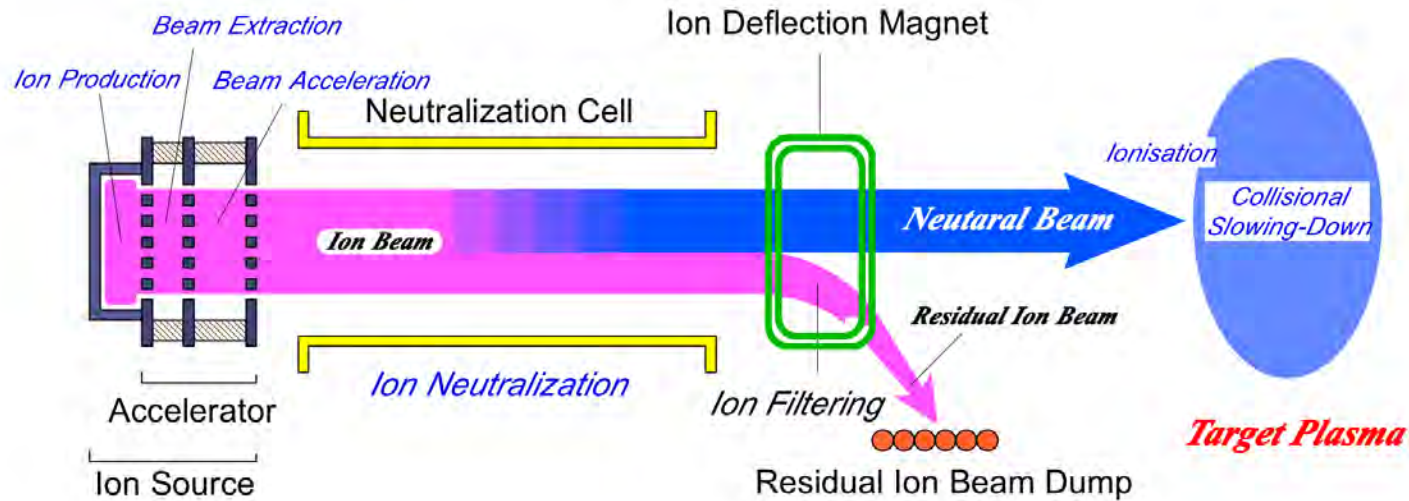 Beam Extraction
Ion Deflection Magnet
Ion Production
Beam Acceleration
Neutralization Cell
Ionisation
Collisional
Slowing-Down
Neutaral Beam
Ion Beam
Residual Ion Beam
Ion Neutralization
Ion Filtering
Accelerator
Target Plasma
Ion Source
Residual Ion Beam Dump